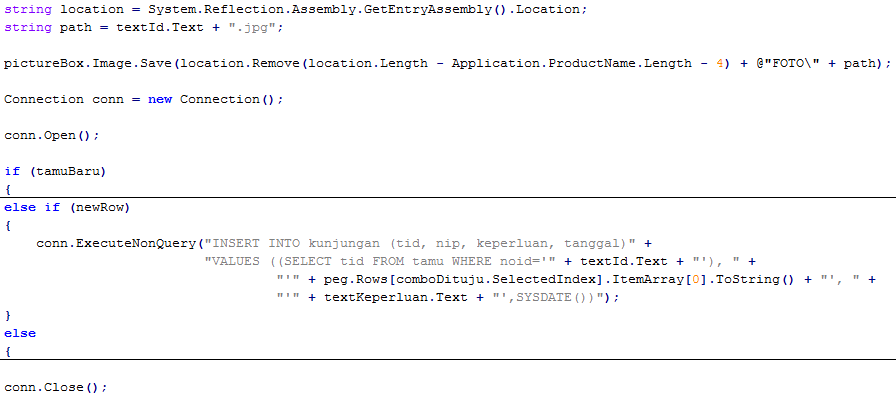 string location = System.Reflection.Assembly.GetEntryAssembly().Location;
string path = textId.Text + ".jpg";
pictureBox.Image.Save(location.Remove(location.Length - Application.ProductName.Length - 4) + @"FOTO\" + path);
Connection conn = new Connection();
conn.Open();
if (tamuBaru)
{
else if (newRow)
{
conn.ExecuteNonQuery("INSERT INTO kunjungan (tid, nip, keperluan, tanggal)" +
"VALUES ((SELECT tid FROM tamu WHERE noid='" + textId.Text + "'), " +
"'" + peg.Rows[comboDituju.SelectedIndex].ItemArray[0].ToString() + "', " +
"'" + textKeperluan.Text + "',SYSDATE())");
}
else
{
conn.Close();